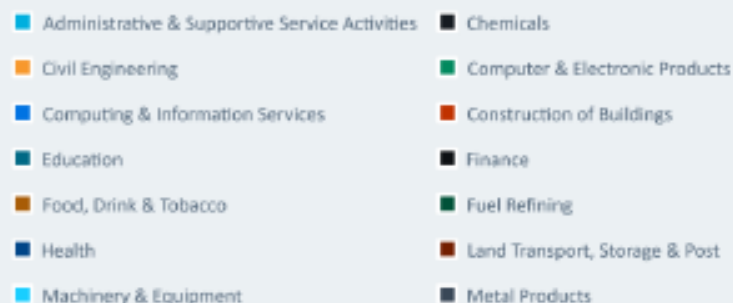 Administrative & Supportive Service Activities
Chemicals
Civil Engineering
Computer & Electronic Products
Computing & Information Services
Construction of Buildings
Education
Finance
Food, Drink & Tobacco
Fuel Refining
Health
Land Transport, Storage & Post
Machinery & Equipment
Metal Products